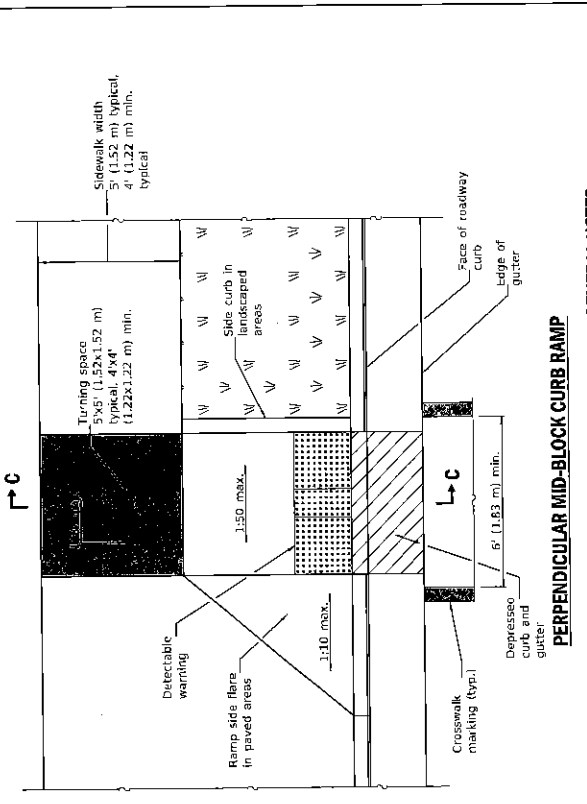 C
Sidewalk width
5' (1.52 m) typical,
4' (1.22 m) min.
typical
Turning space
5'x5' (1.52x1.52 m)
typical, 4'x4'
(1.22x1.22 m) min.
Side curb in
landscaped
areas
Detectable
warning
1:50 max.
Ramp side flare
in paved areas
1:10 max.
Face of roadway
curb
Edge of
gutter
C
6' (1.83 m) min.
Crosswalk
marking (typ.)
Depressed
curb and
gutter
PERPENDICULAR MID-BLOCK CURB RAMP